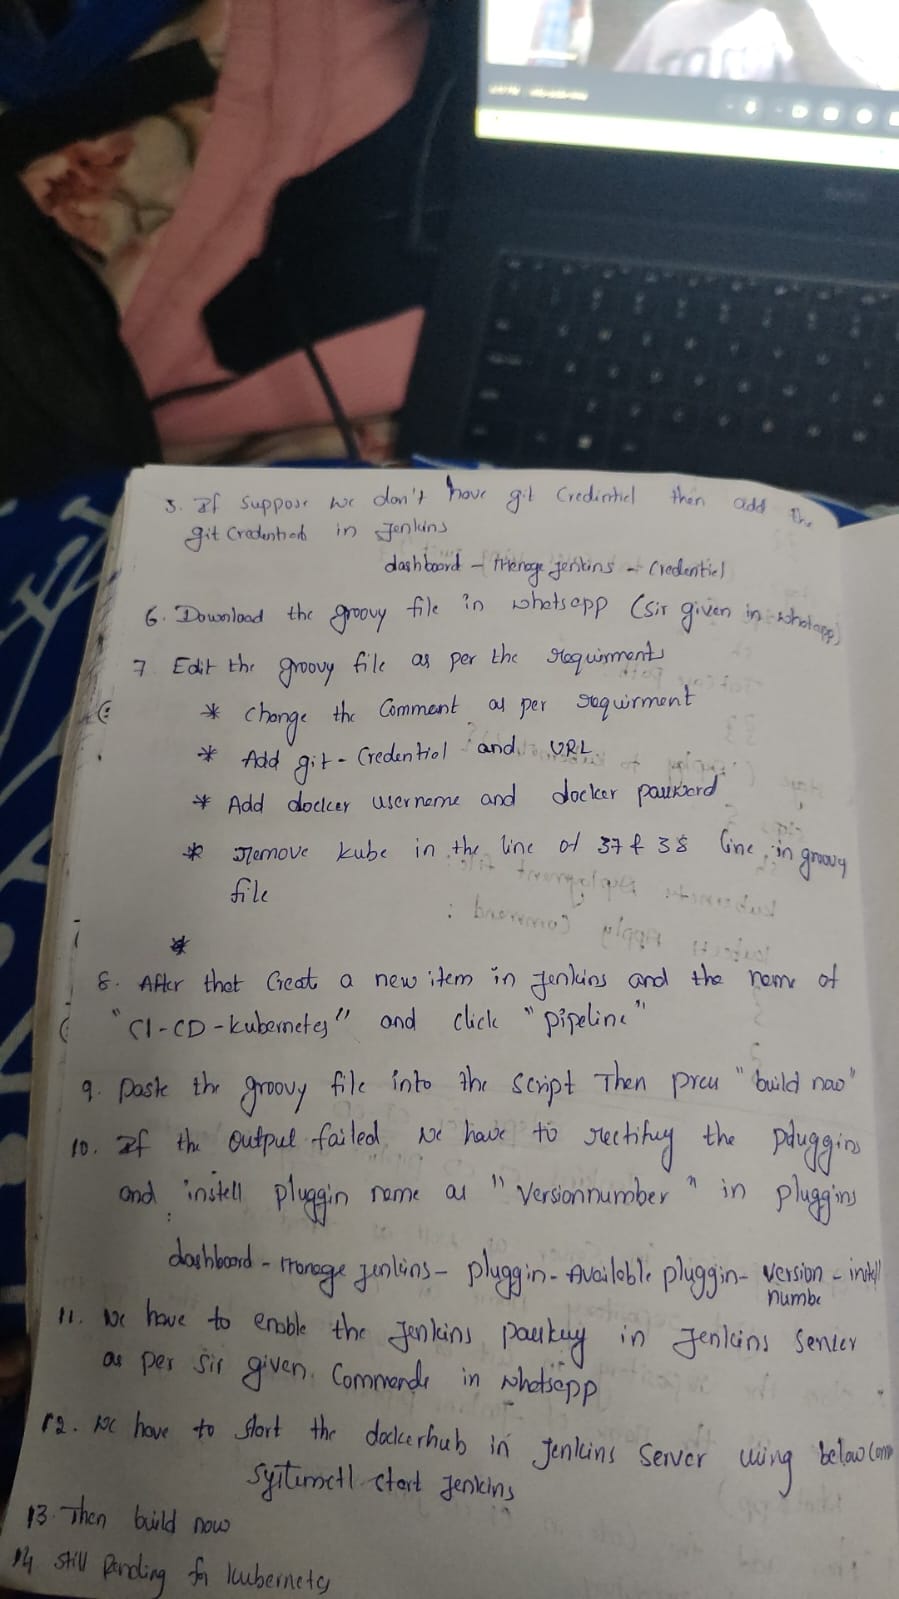 5. If suppose we don't have git Credential then add the
git Credentials in Jenkins
dashboard - Manage jenkins - Credential
6. Download the groovy file in whatsapp (sir given in whatapp)
7 Edit the groovy file as per the requirments
* change the Comment as per requirment
* Add git - Credential and URL
* Add docker username and docker password
* Remove kube in the line of 37 & 38 line in groovy
file
*
8. After that Creat a new item in Jenkins and the name of
"CI-CD-kubernetes" and click "pipeline"
9. paste the groovy file into the script Then press "build nao"
10. If the output failed we have to rectifuy the pluggins
and instell pluggin name as "Versionnumber" in pluggins
dashboard - Manage jenkins - pluggin - Available pluggin - version - instell
numbe
11. we have to enable the Jenkins passkuy in Jenkins Server
as per sir given. Commands in whatsapp
12. we have to start the dockerhub in Jenkins Server using below com
systemctl start Jenkins
13. Then build now
14 still Pending for kubernetes